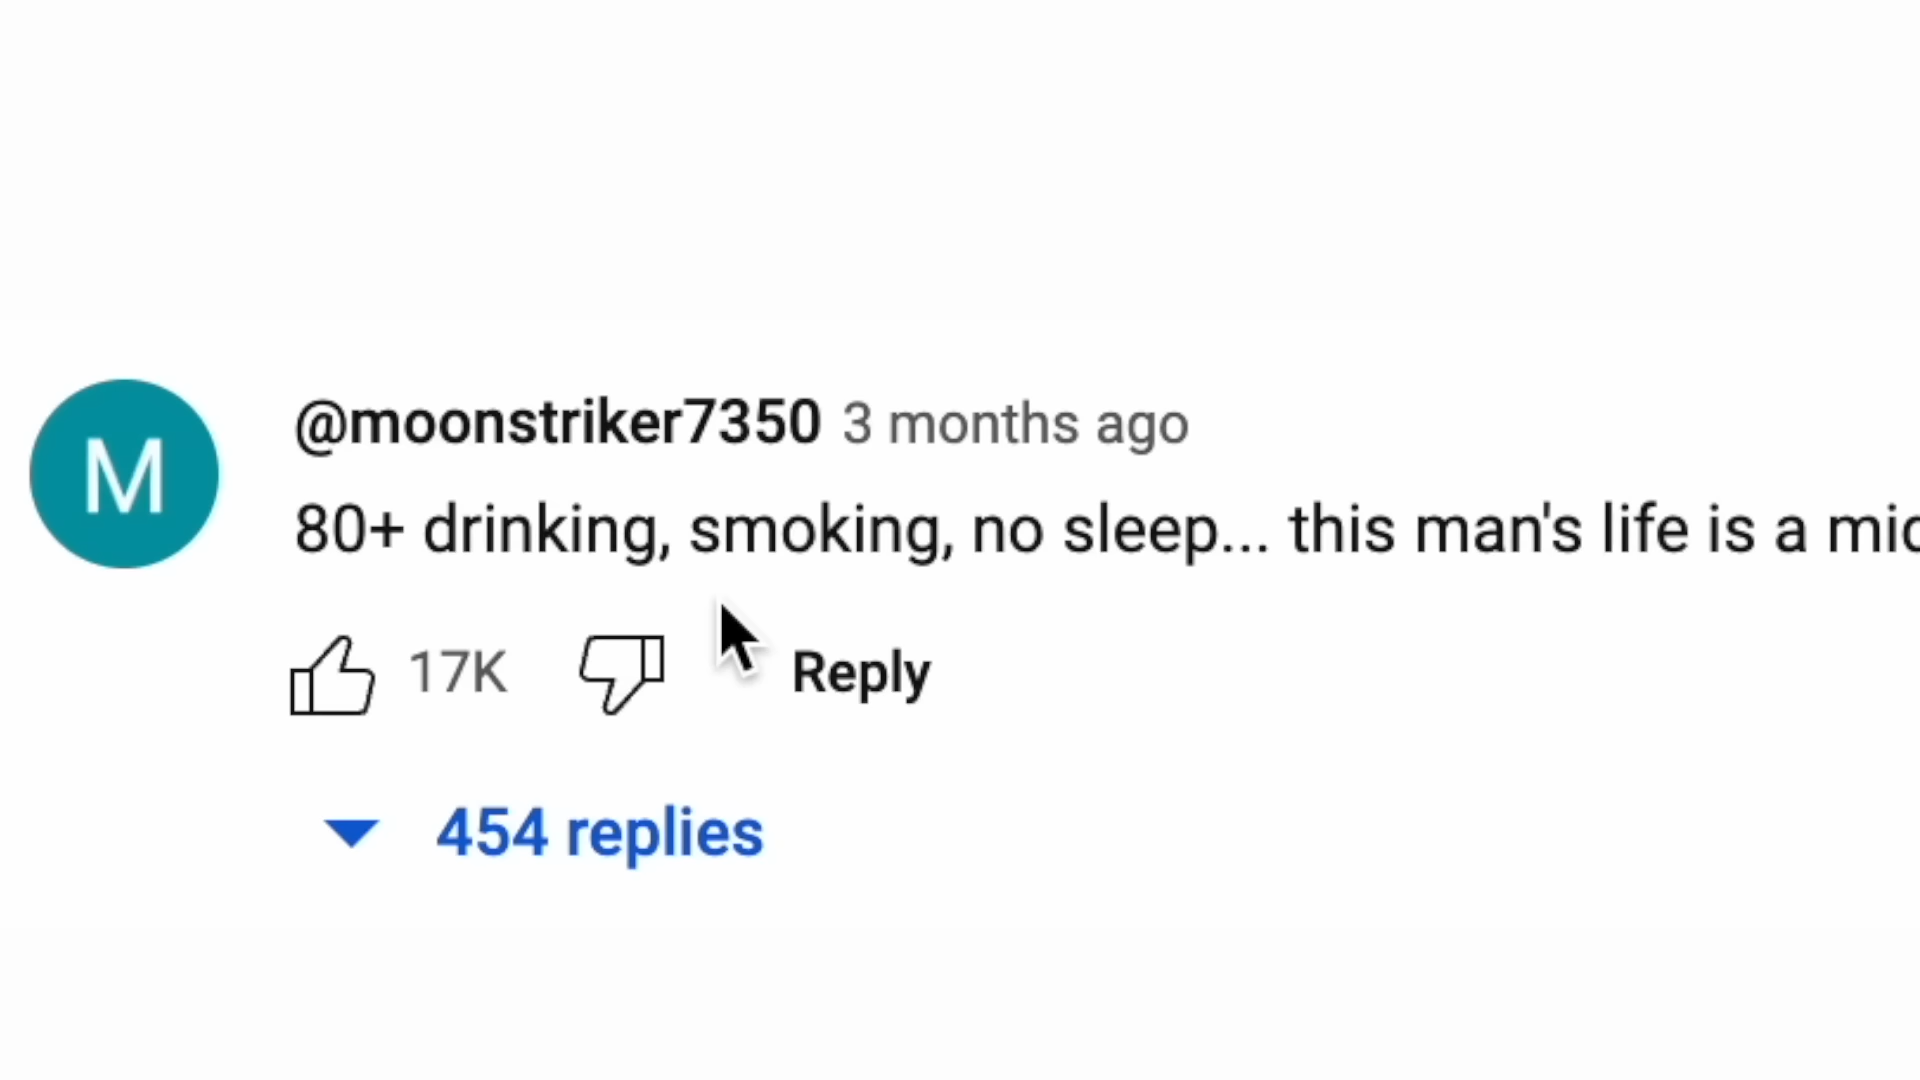 M
@moonstriker7350 3 months ago
80+ drinking, smoking, no sleep... this man's life is a
17K Reply
454 replies